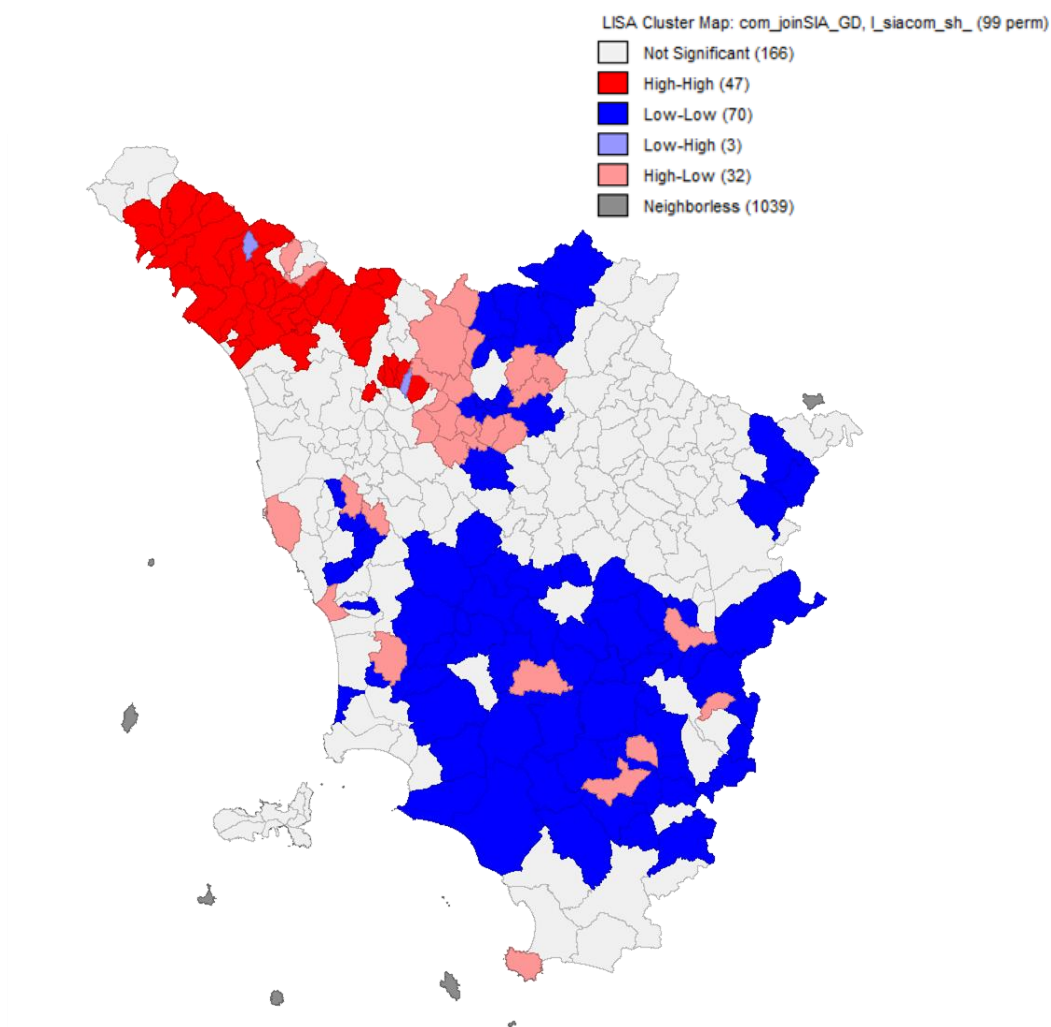 LISA Cluster Map: com_joinSIA_GD, I_siacom_sh_ (99 perm)
Not Significant (166)
High-High (47)
Low-Low (70)
Low-High (3)
High-Low (32)
Neighborless (1039)